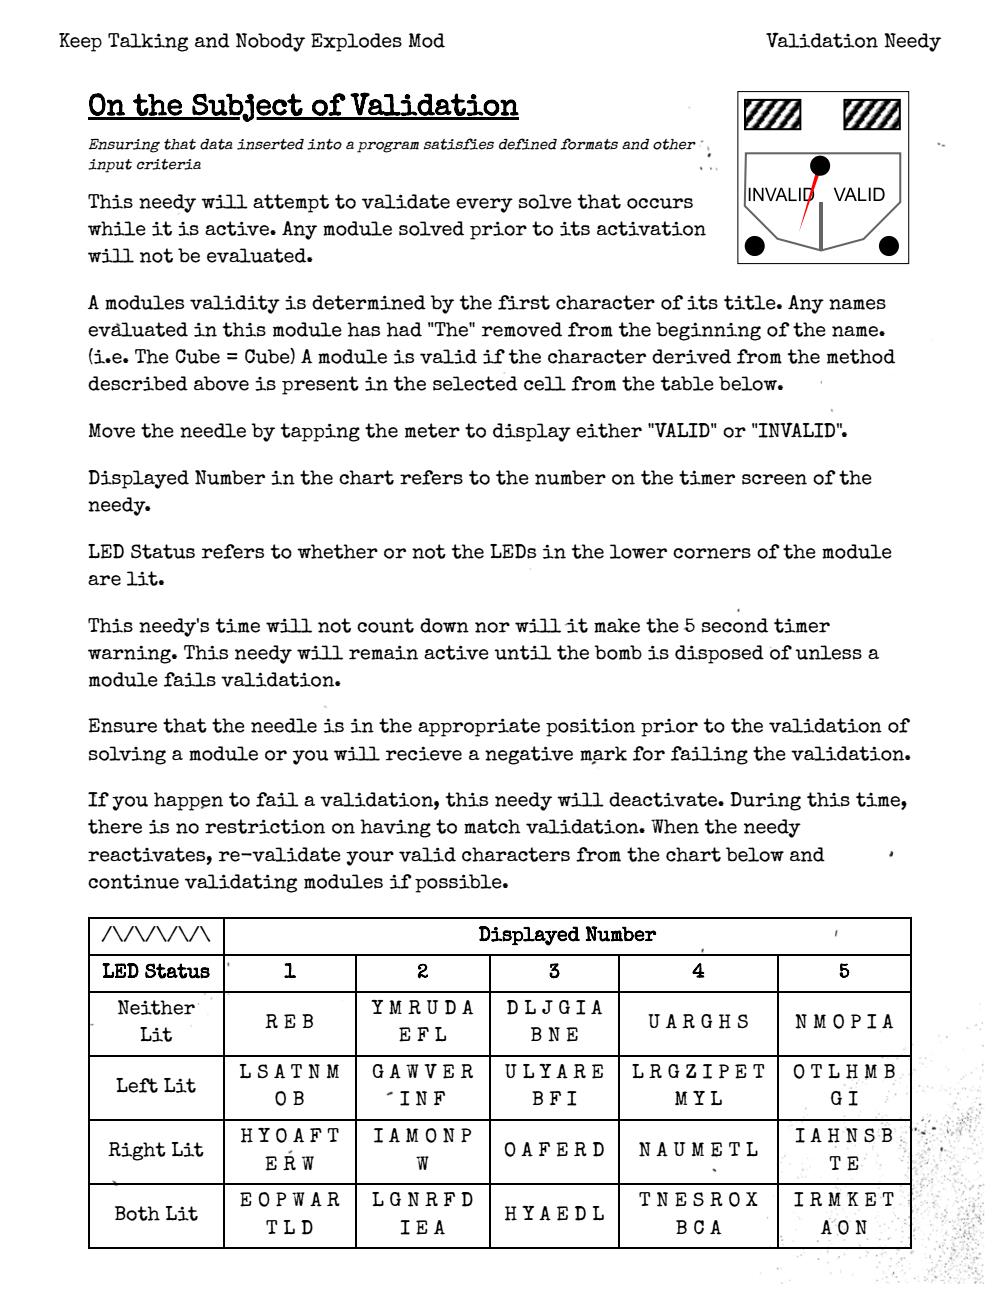 Keep Talking and Nobody Explodes Mod
Validation Needy
On the Subject of Validation
Ensuring that data inserted into a program satisfies defined formats and other
input criteria
INVALID VALID
This needy will attempt to validate every solve that occurs
while it is active. Any module solved prior to its activation
will not be evaluated.
A modules validity is determined by the first character of its title. Any names
evaluated in this module has had "The" removed from the beginning of the name.
(i.e. The Cube = Cube) A module is valid if the character derived from the method
described above is present in the selected cell from the table below.
Move the needle by tapping the meter to display either "VALID" or "INVALID".
Displayed Number in the chart refers to the number on the timer screen of the
needy.
LED Status refers to whether or not the LEDs in the lower corners of the module
are lit.
This needy's time will not count down nor will it make the 5 second timer
warning. This needy will remain active until the bomb is disposed of unless a
module fails validation.
Ensure that the needle is in the appropriate position prior to the validation of
solving a module or you will recieve a negative mark for failing the validation.
If you happen to fail a validation, this needy will deactivate. During this time,
there is no restriction on having to match validation. When the needy
reactivates, re-validate your valid characters from the chart below and
continue validating modules if possible.
/\/\/\/\/\ Displayed Number
LED Status 1 2 3 4 5
Neither
Lit
R E B
Y M R U D A
E F L
D L J G I A
B N E
U A R G H S
N M O P I A
Left Lit
L S A T N M
O B
G A W V E R
I N F
U L Y A R E
B F I
L R G Z I P E T
M Y L
O T L H M B
G I
Right Lit
H Y O A F T
E R W
I A M O N P
W
O A F E R D
N A U M E T L
I A H N S B
T E
Both Lit
E O P W A R
T L D
L G N R F D
I E A
H Y A E D L
T N E S R O X
B C A
I R M K E T
A O N